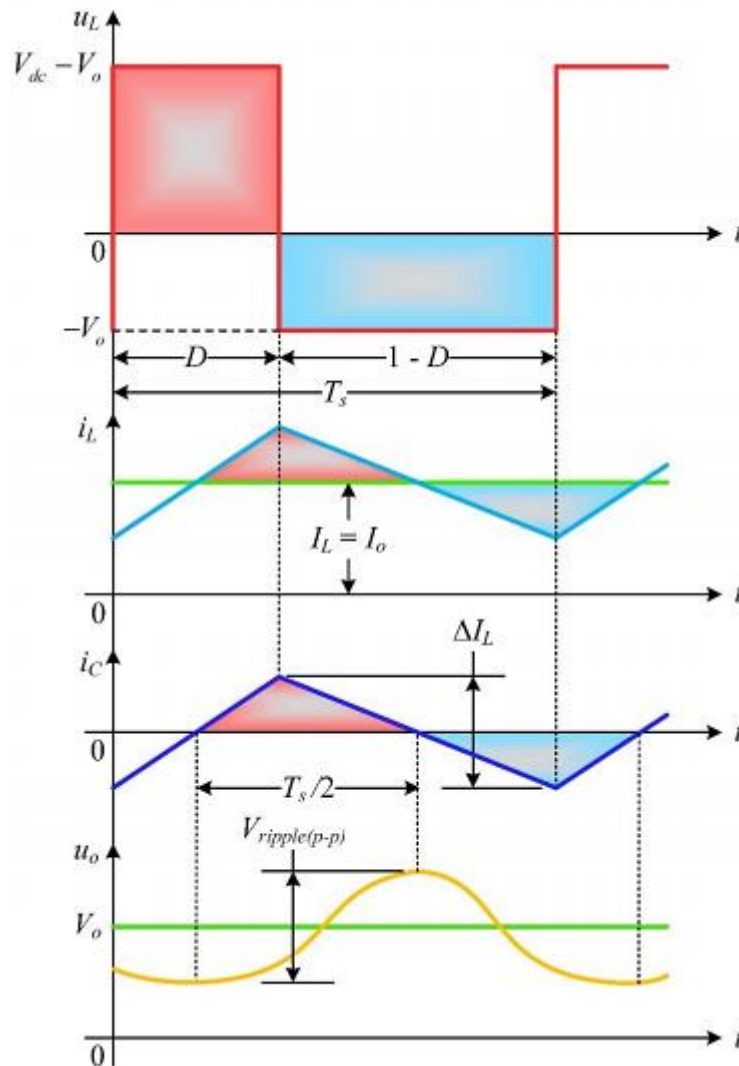 u_L
V_dc − V_o
0
t
−V_o
D
1 - D
T_s
i_L
I_L = I_o
0
t
ΔI_L
i_C
0
t
T_s/2
V_ripple(p-p)
u_o
V_o
0
t